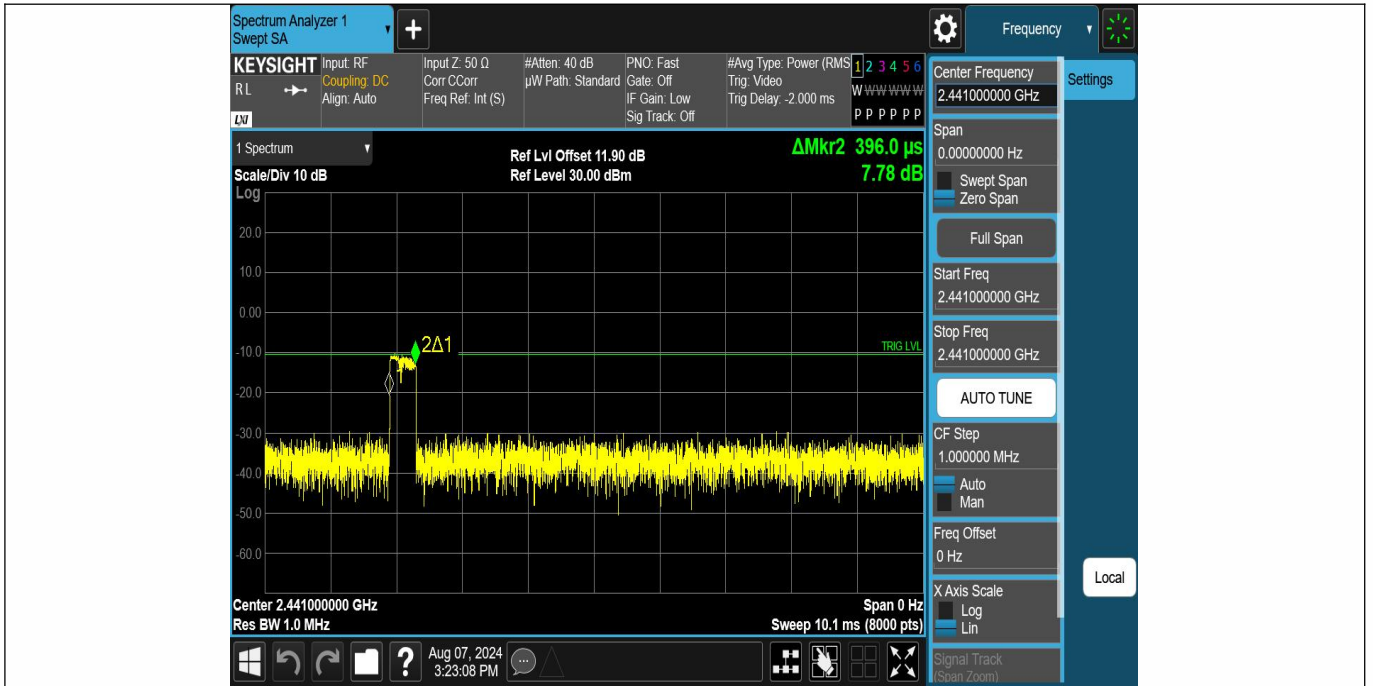 Spectrum Analyzer 1
Swept SA
+
Frequency
KEYSIGHT
RL
LXI
Input: RF
Coupling: DC
Align: Auto
Input Z: 50 Ω
Corr CCorr
Freq Ref: Int (S)
#Atten: 40 dB
µW Path: Standard
PNO: Fast
Gate: Off
IF Gain: Low
Sig Track: Off
#Avg Type: Power (RMS
Trig: Video
Trig Delay: -2.000 ms
1 2 3 4 5 6
W W W W W W
P P P P P P
1 Spectrum
Scale/Div 10 dB
Ref Lvl Offset 11.90 dB
Ref Level 30.00 dBm
ΔMkr2 396.0 µs
7.78 dB
Log
20.0
10.0
0.00
-10.0
-20.0
-30.0
-40.0
-50.0
-60.0
2Δ1
TRIG LVL
Center 2.441000000 GHz
Res BW 1.0 MHz
Span 0 Hz
Sweep 10.1 ms (8000 pts)
?
Aug 07, 2024
3:23:08 PM
Center Frequency
2.441000000 GHz
Settings
Span
0.00000000 Hz
Swept Span
Zero Span
Full Span
Start Freq
2.441000000 GHz
Stop Freq
2.441000000 GHz
AUTO TUNE
CF Step
1.000000 MHz
Auto
Man
Freq Offset
0 Hz
X Axis Scale
Log
Lin
Local
Signal Track
(Span Zoom)